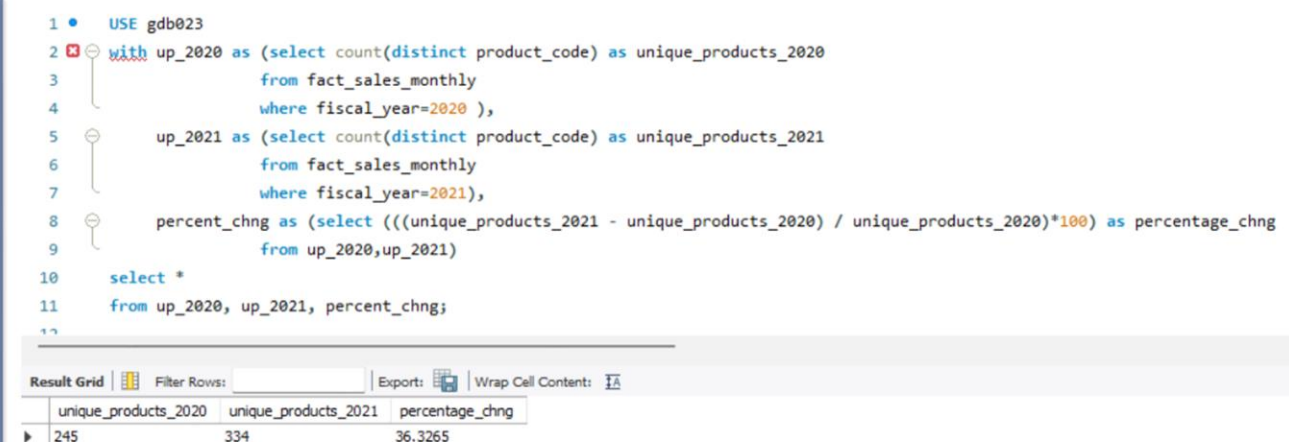 1 USE gdb023
2 with up_2020 as (select count(distinct product_code) as unique_products_2020
3 from fact_sales_monthly
4 where fiscal_year=2020 ),
5 up_2021 as (select count(distinct product_code) as unique_products_2021
6 from fact_sales_monthly
7 where fiscal_year=2021),
8 percent_chng as (select (((unique_products_2021 - unique_products_2020) / unique_products_2020)*100) as percentage_chng
9 from up_2020,up_2021)
10 select *
11 from up_2020, up_2021, percent_chng;
12
Result Grid Filter Rows: Export: Wrap Cell Content: IA
unique_products_2020 unique_products_2021 percentage_chng
245 334 36.3265